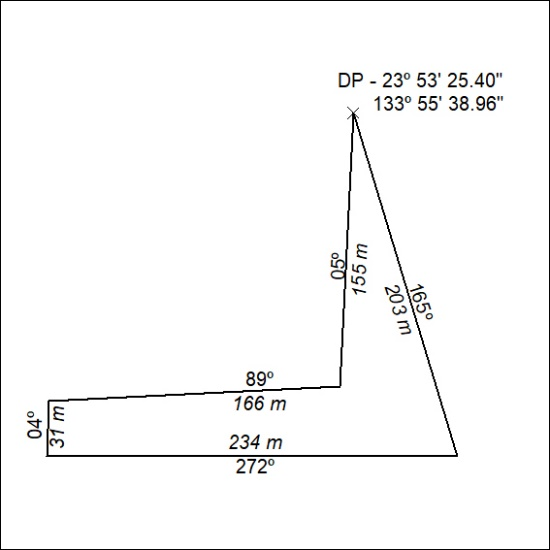 DP - 23º 53' 25.40"
133º 55' 38.96"
05º
155 m
165º
203 m
89º
166 m
04º
31 m
234 m
272º